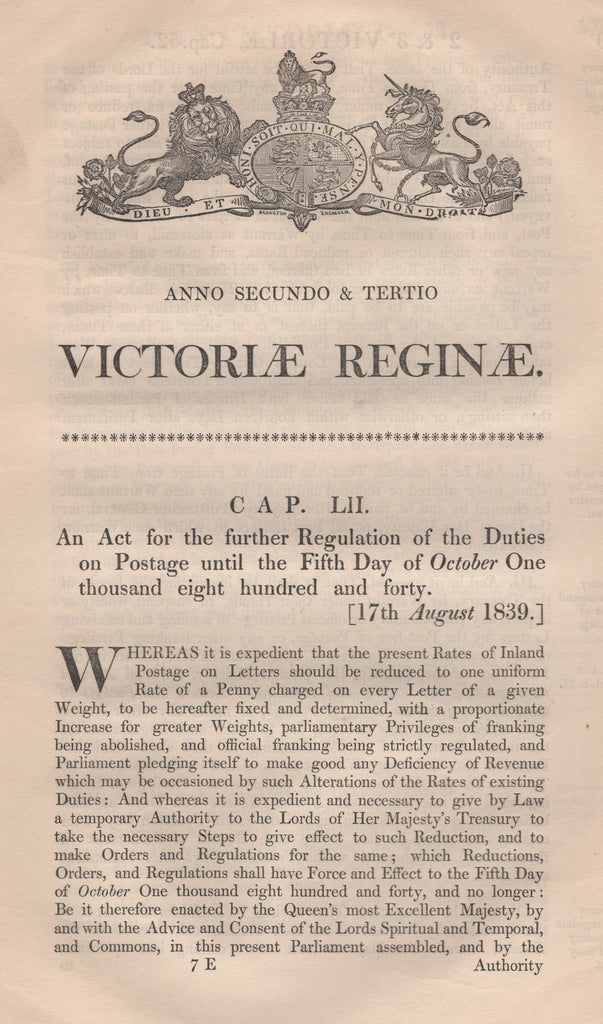 HONI · SOIT · QUI · MAL · Y · PENSE
DIEU · ET · MON · DROIT
BRANSTON ENGRAVER
ANNO SECUNDO & TERTIO
VICTORIÆ REGINÆ.
CAP. LII.
An Act for the further Regulation of the Duties
on Postage until the Fifth Day of October One
thousand eight hundred and forty.
[17th August 1839.]
WHEREAS it is expedient that the present Rates of Inland
Postage on Letters should be reduced to one uniform
Rate of a Penny charged on every Letter of a given
Weight, to be hereafter fixed and determined, with a proportionate
Increase for greater Weights, parliamentary Privileges of franking
being abolished, and official franking being strictly regulated, and
Parliament pledging itself to make good any Deficiency of Revenue
which may be occasioned by such Alterations of the Rates of existing
Duties: And whereas it is expedient and necessary to give by Law
a temporary Authority to the Lords of Her Majesty's Treasury to
take the necessary Steps to give effect to such Reduction, and to
make Orders and Regulations for the same; which Reductions,
Orders, and Regulations shall have Force and Effect to the Fifth Day
of October One thousand eight hundred and forty, and no longer:
Be it therefore enacted by the Queen's most Excellent Majesty, by
and with the Advice and Consent of the Lords Spiritual and Temporal,
and Commons, in this present Parliament assembled, and by the
7 E Authority